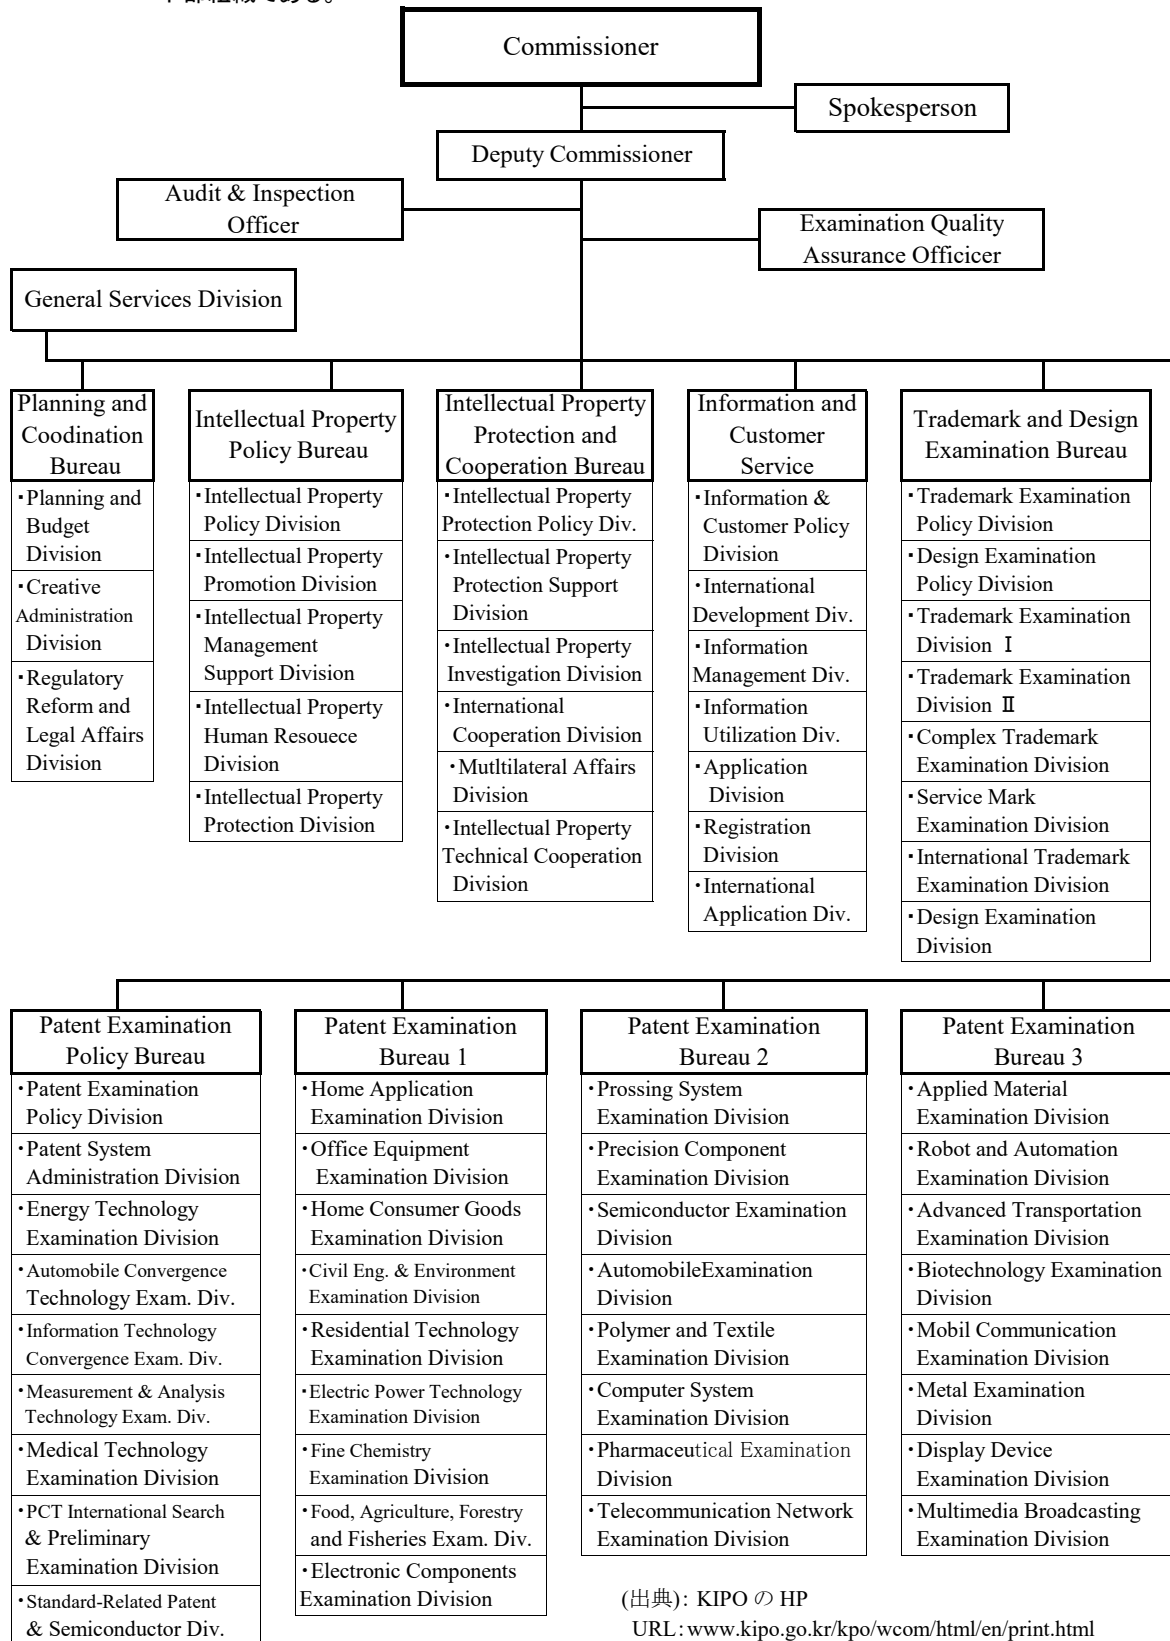 下部組織である。
Commissioner
Spokesperson
Deputy Commissioner
Audit & Inspection
Officer
Examination Quality
Assurance Officicer
General Services Division
Planning and
Coodination
Bureau
・Planning and
Budget
Division
・Creative
Administration
Division
・Regulatory
Reform and
Legal Affairs
Division
Intellectual Property
Policy Bureau
・Intellectual Property
Policy Division
・Intellectual Property
Promotion Division
・Intellectual Property
Management
Support Division
・Intellectual Property
Human Resouece
Division
・Intellectual Property
Protection Division
Intellectual Property
Protection and
Cooperation Bureau
・Intellectual Property
Protection Policy Div.
・Intellectual Property
Protection Support
Division
・Intellectual Property
Investigation Division
・International
Cooperation Division
・Mutltilateral Affairs
Division
・Intellectual Property
Technical Cooperation
Division
Information and
Customer
Service
・Information &
Customer Policy
Division
・International
Development Div.
・Information
Management Div.
・Information
Utilization Div.
・Application
Division
・Registration
Division
・International
Application Div.
Trademark and Design
Examination Bureau
・Trademark Examination
Policy Division
・Design Examination
Policy Division
・Trademark Examination
Division Ⅰ
・Trademark Examination
Division Ⅱ
・Complex Trademark
Examination Division
・Service Mark
Examination Division
・International Trademark
Examination Division
・Design Examination
Division
Patent Examination
Policy Bureau
・Patent Examination
Policy Division
・Patent System
Administration Division
・Energy Technology
Examination Division
・Automobile Convergence
Technology Exam. Div.
・Information Technology
Convergence Exam. Div.
・Measurement & Analysis
Technology Exam. Div.
・Medical Technology
Examination Division
・PCT International Search
& Preliminary
Examination Division
・Standard-Related Patent
& Semiconductor Div.
Patent Examination
Bureau 1
・Home Application
Examination Division
・Office Equipment
Examination Division
・Home Consumer Goods
Examination Division
・Civil Eng. & Environment
Examination Division
・Residential Technology
Examination Division
・Electric Power Technology
Examination Division
・Fine Chemistry
Examination Division
・Food, Agriculture, Forestry
and Fisheries Exam. Div.
・Electronic Components
Examination Division
Patent Examination
Bureau 2
・Prossing System
Examination Division
・Precision Component
Examination Division
・Semiconductor Examination
Division
・AutomobileExamination
Division
・Polymer and Textile
Examination Division
・Computer System
Examination Division
・Pharmaceutical Examination
Division
・Telecommunication Network
Examination Division
Patent Examination
Bureau 3
・Applied Material
Examination Division
・Robot and Automation
Examination Division
・Advanced Transportation
Examination Division
・Biotechnology Examination
Division
・Mobil Communication
Examination Division
・Metal Examination
Division
・Display Device
Examination Division
・Multimedia Broadcasting
Examination Division
(出典): KIPO の HP
URL:www.kipo.go.kr/kpo/wcom/html/en/print.html